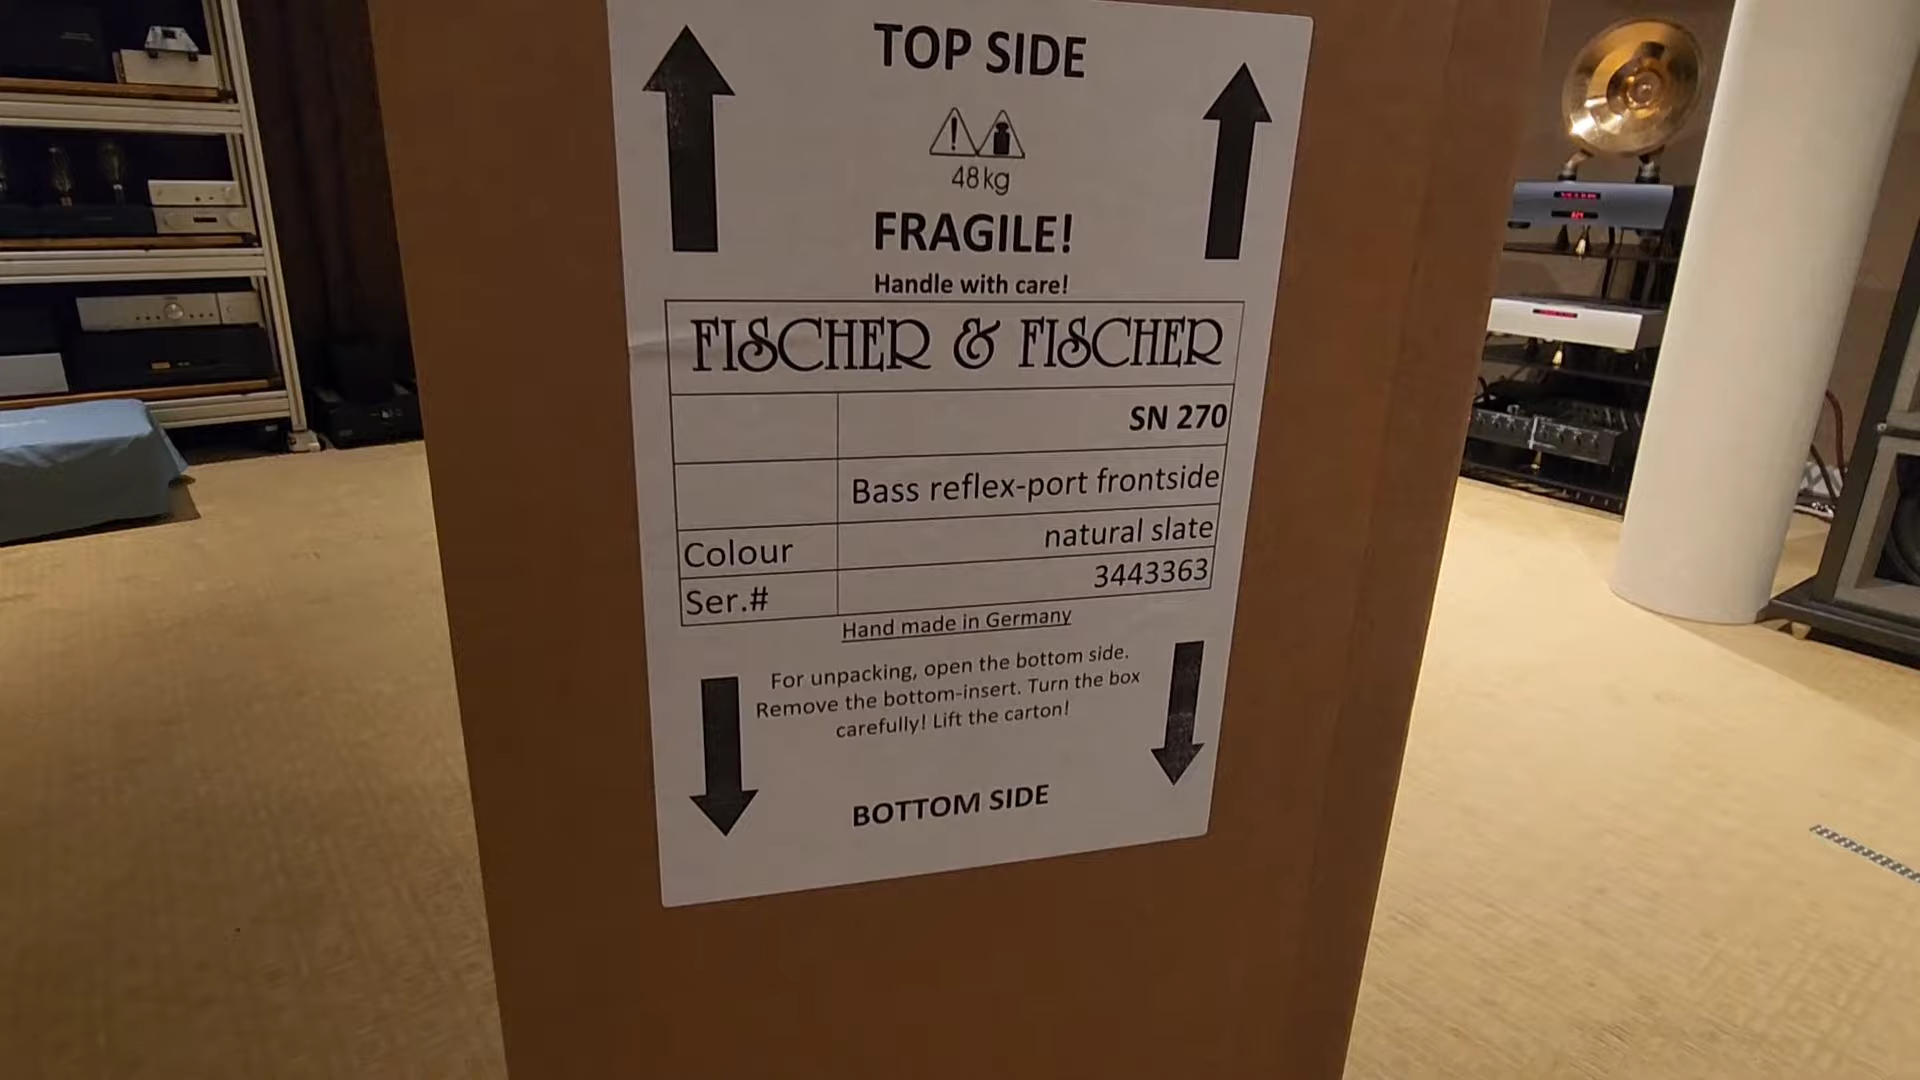 TOP SIDE
48kg
FRAGILE!
Handle with care!
FISCHER & FISCHER
SN 270
Bass reflex-port frontside
Colour natural slate
Ser.# 3443363
Hand made in Germany
For unpacking, open the bottom side.
Remove the bottom-insert. Turn the box
carefully! Lift the carton!
BOTTOM SIDE